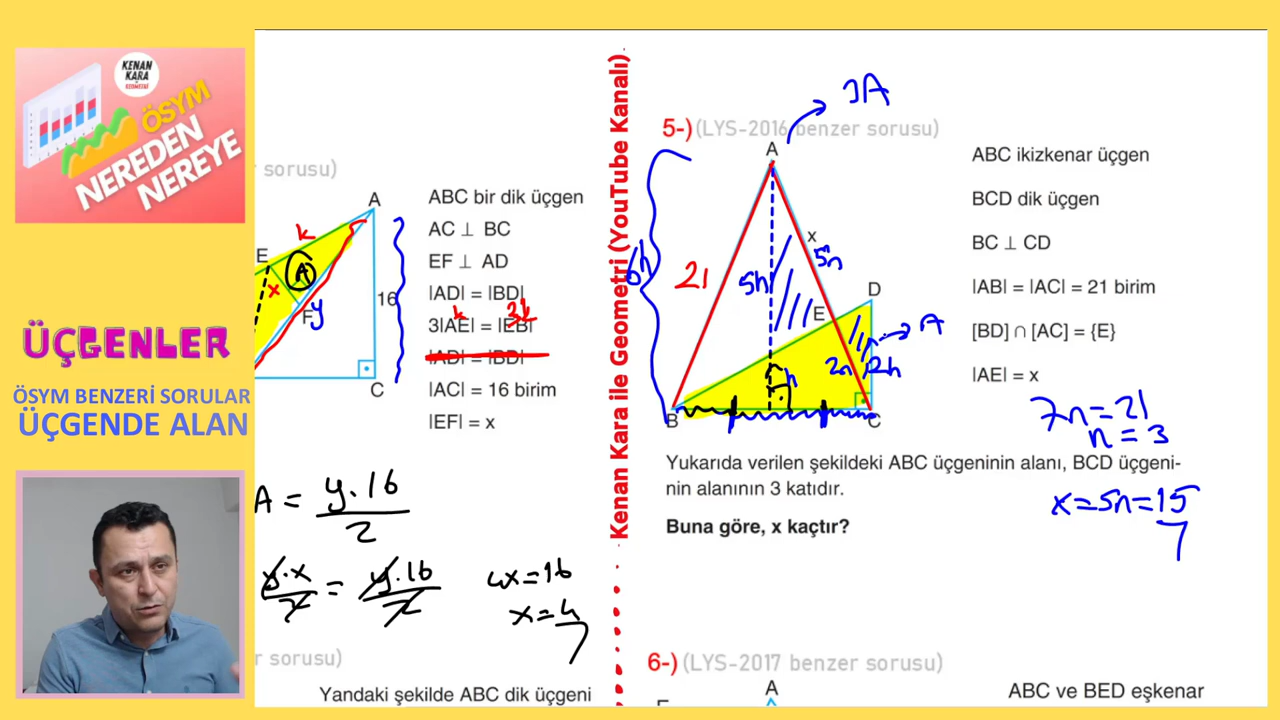 KENAN
KARA
ÖSYM
NEREDEN
NEREYE
ÜÇGENLER
ÖSYM BENZERİ SORULAR
ÜÇGENDE ALAN
sorusu)
A
E
F
C
k
A
x
y
16
ABC bir dik üçgen
AC ⊥ BC
EF ⊥ AD
|AD| = |BD|
k 3k
3|AE| = |EB|
|AD| = |BD|
|AC| = 16 birim
|EF| = x
A = y.16 / 2
y.x / 2 = y.16 / 2
4x=16
x=4
r sorusu)
Yandaki şekilde ABC dik üçgeni
Kenan Kara ile Geometri (YouTube Kanalı)
5-) (LYS-2016 benzer sorusu)
3A
A
x
21
6h
5h
5n
D
E
A
h
2n
2h
B
C
ABC ikizkenar üçgen
BCD dik üçgen
BC ⊥ CD
|AB| = |AC| = 21 birim
[BD] ∩ [AC] = {E}
|AE| = x
7n=21
n=3
x=5n=15
Yukarıda verilen şekildeki ABC üçgeninin alanı, BCD üçgeni-
nin alanının 3 katıdır.
Buna göre, x kaçtır?
6-) (LYS-2017 benzer sorusu)
A
ABC ve BED eşkenar